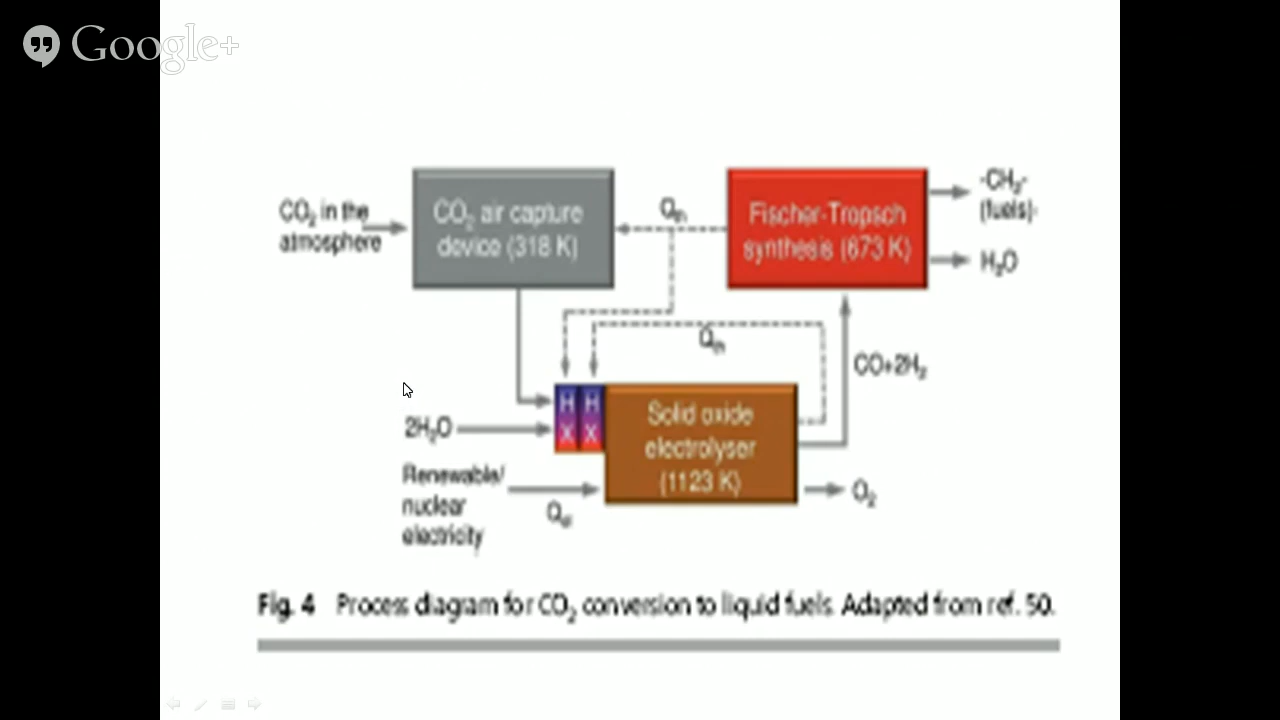 Google+
CO₂ in the
atmosphere
CO₂ air capture
device (318 K)
Qth
Fischer-Tropsch
synthesis (673 K)
-CH₂-
(fuels)-
H₂O
Qth
CO+2H₂
H H
X X
Solid oxide
electrolyser
(1123 K)
2H₂O
Renewable/
nuclear
electricity
Qel
O₂
Fig. 4 Process diagram for CO₂ conversion to liquid fuels. Adapted from ref. 50.